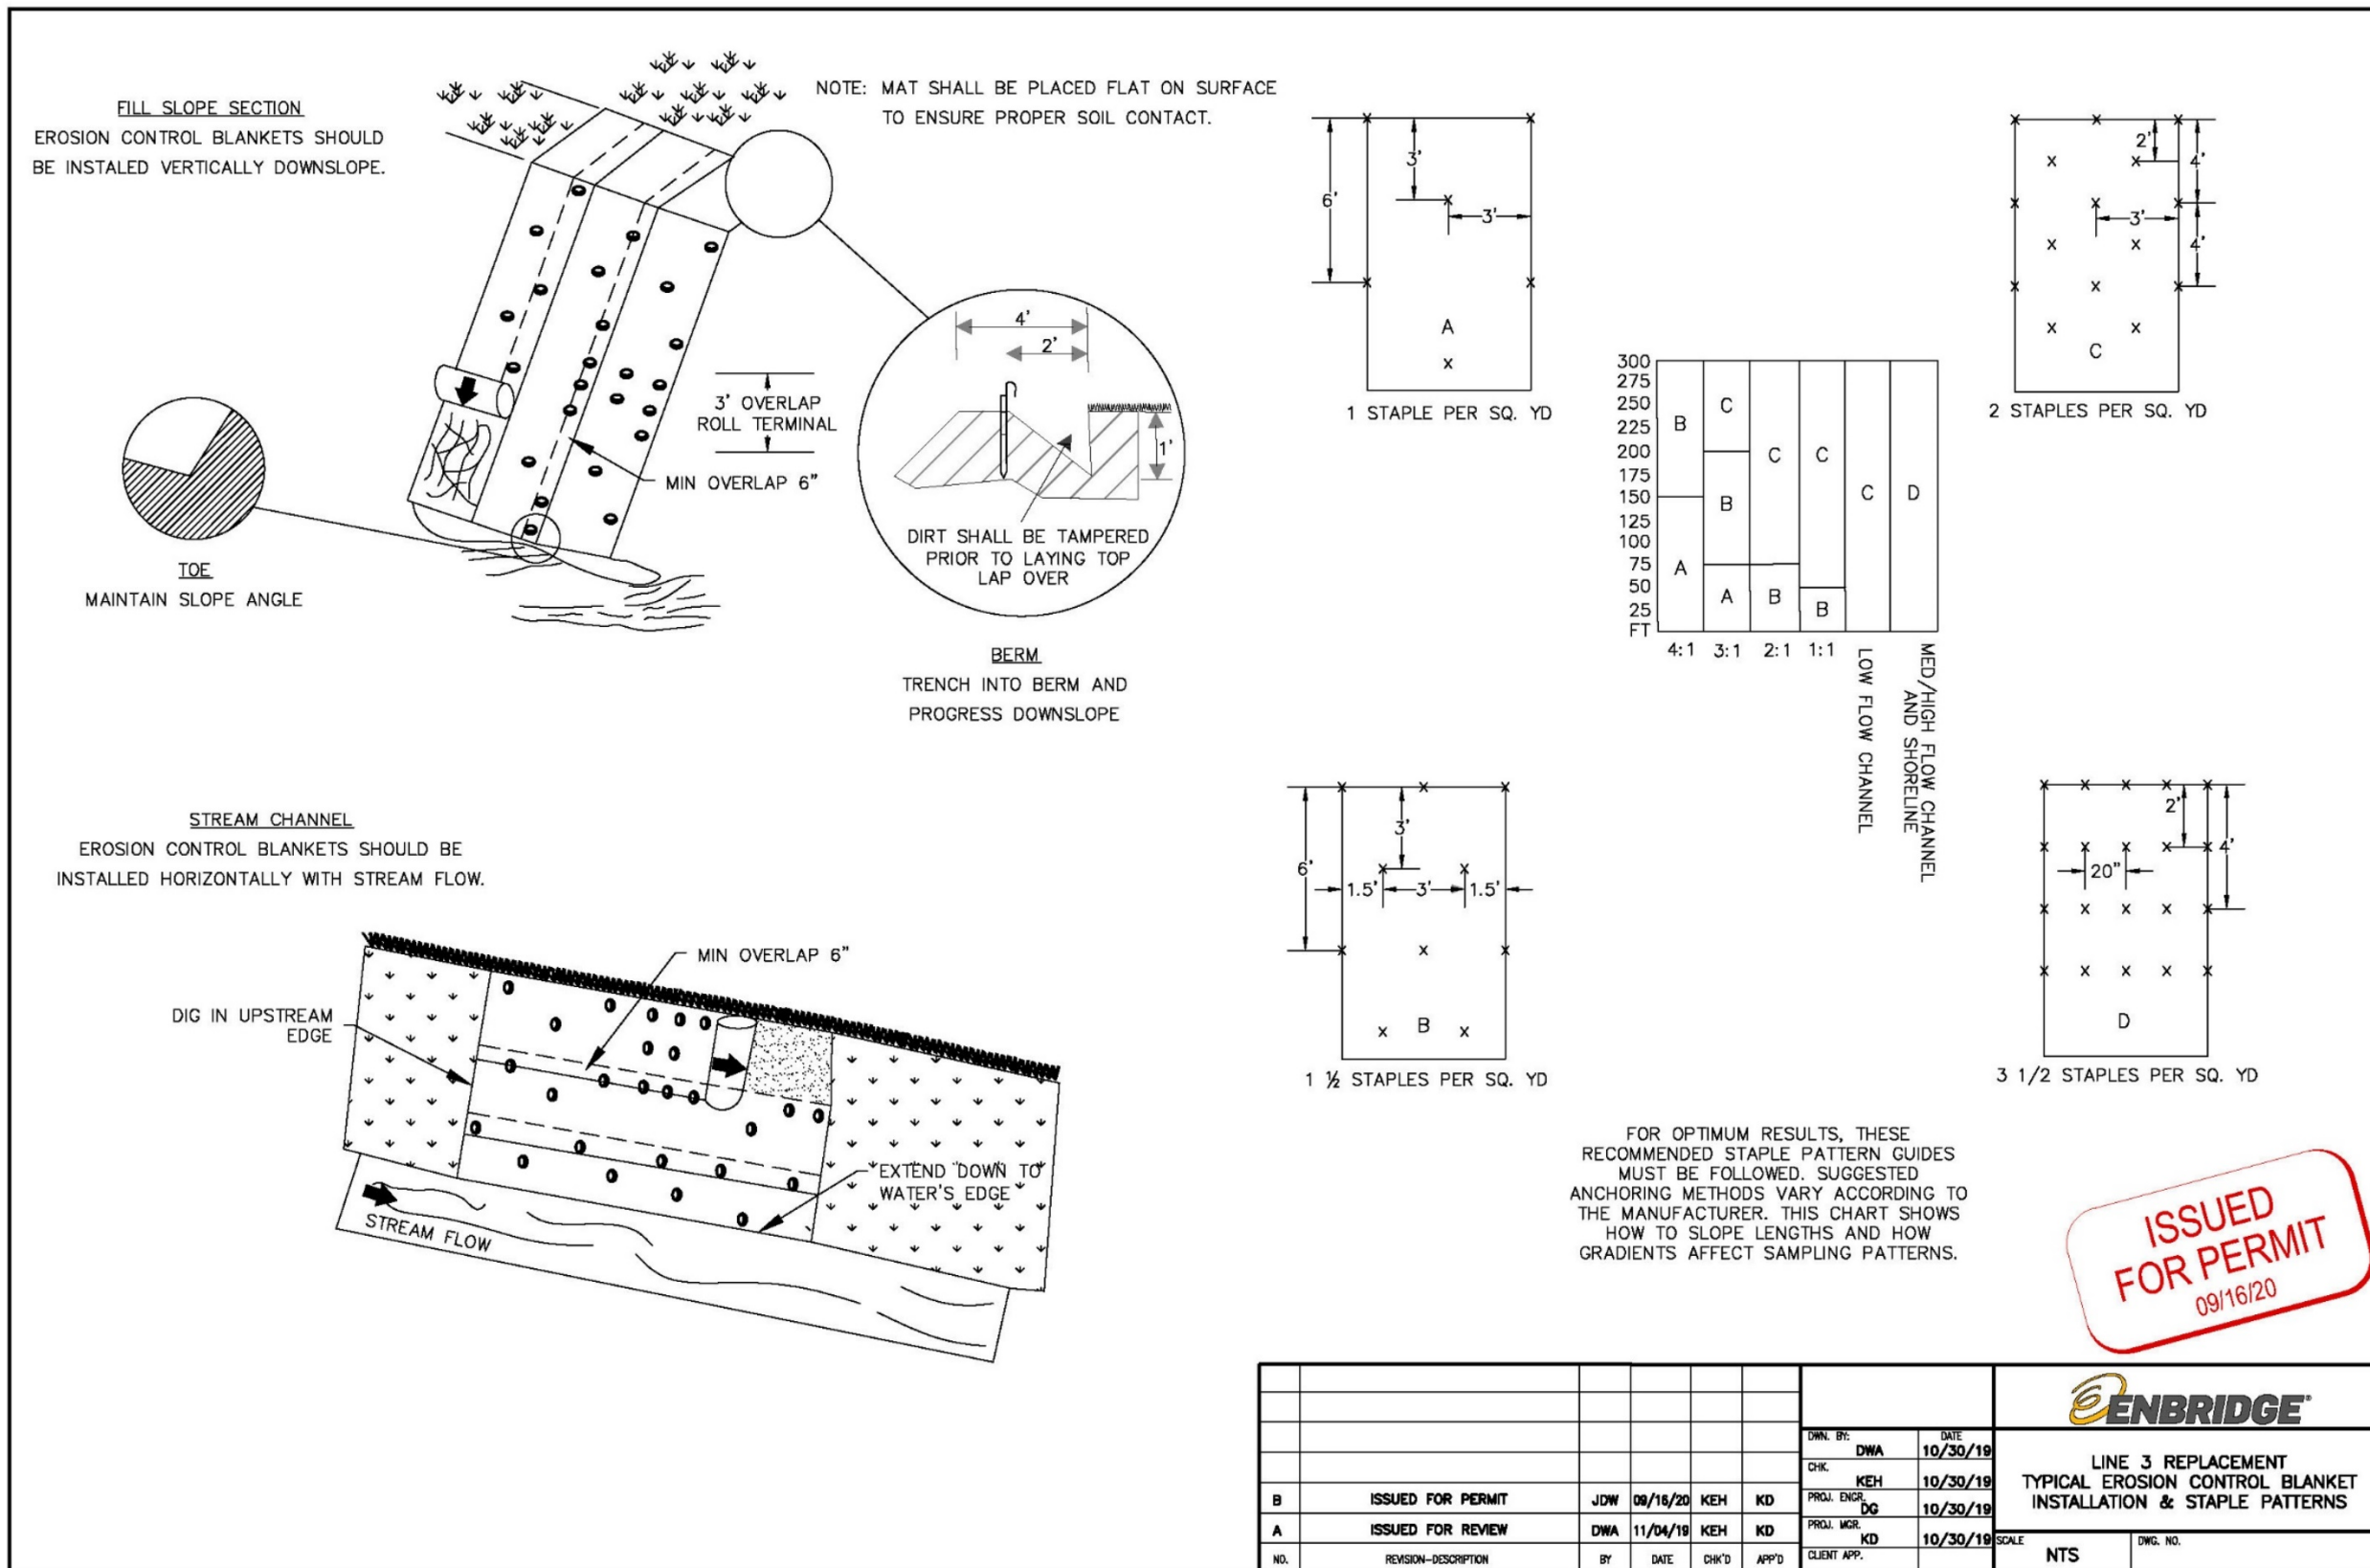 FILL SLOPE SECTION
EROSION CONTROL BLANKETS SHOULD
BE INSTALED VERTICALLY DOWNSLOPE.
NOTE: MAT SHALL BE PLACED FLAT ON SURFACE
TO ENSURE PROPER SOIL CONTACT.
TOE
MAINTAIN SLOPE ANGLE
3' OVERLAP
ROLL TERMINAL
MIN OVERLAP 6"
4'
2'
1'
DIRT SHALL BE TAMPERED
PRIOR TO LAYING TOP
LAP OVER
BERM
TRENCH INTO BERM AND
PROGRESS DOWNSLOPE
6'
3'
3'
A
1 STAPLE PER SQ. YD
2'
4'
3'
4'
C
2 STAPLES PER SQ. YD
300
275
250
225
200
175
150
125
100
75
50
25
FT
B
A
C
B
A
C
B
C
B
C
D
4:1 3:1 2:1 1:1
LOW FLOW CHANNEL
MED/HIGH FLOW CHANNEL
AND SHORELINE
STREAM CHANNEL
EROSION CONTROL BLANKETS SHOULD BE
INSTALLED HORIZONTALLY WITH STREAM FLOW.
MIN OVERLAP 6"
DIG IN UPSTREAM
EDGE
EXTEND DOWN TO
WATER'S EDGE
STREAM FLOW
6'
3'
1.5' 3' 1.5'
B
1 ½ STAPLES PER SQ. YD
2'
4'
20"
D
3 1/2 STAPLES PER SQ. YD
FOR OPTIMUM RESULTS, THESE
RECOMMENDED STAPLE PATTERN GUIDES
MUST BE FOLLOWED. SUGGESTED
ANCHORING METHODS VARY ACCORDING TO
THE MANUFACTURER. THIS CHART SHOWS
HOW TO SLOPE LENGTHS AND HOW
GRADIENTS AFFECT SAMPLING PATTERNS.
ISSUED
FOR PERMIT
09/16/20
B ISSUED FOR PERMIT JDW 09/16/20 KEH KD
A ISSUED FOR REVIEW DWA 11/04/19 KEH KD
NO. REVISION-DESCRIPTION BY DATE CHK'D APP'D
DWN. BY: DATE
DWA 10/30/19
CHK.
KEH 10/30/19
PROJ. ENGR.
DG 10/30/19
PROJ. MGR.
KD 10/30/19
CLIENT APP.
ENBRIDGE®
LINE 3 REPLACEMENT
TYPICAL EROSION CONTROL BLANKET
INSTALLATION & STAPLE PATTERNS
SCALE
NTS
DWG. NO.